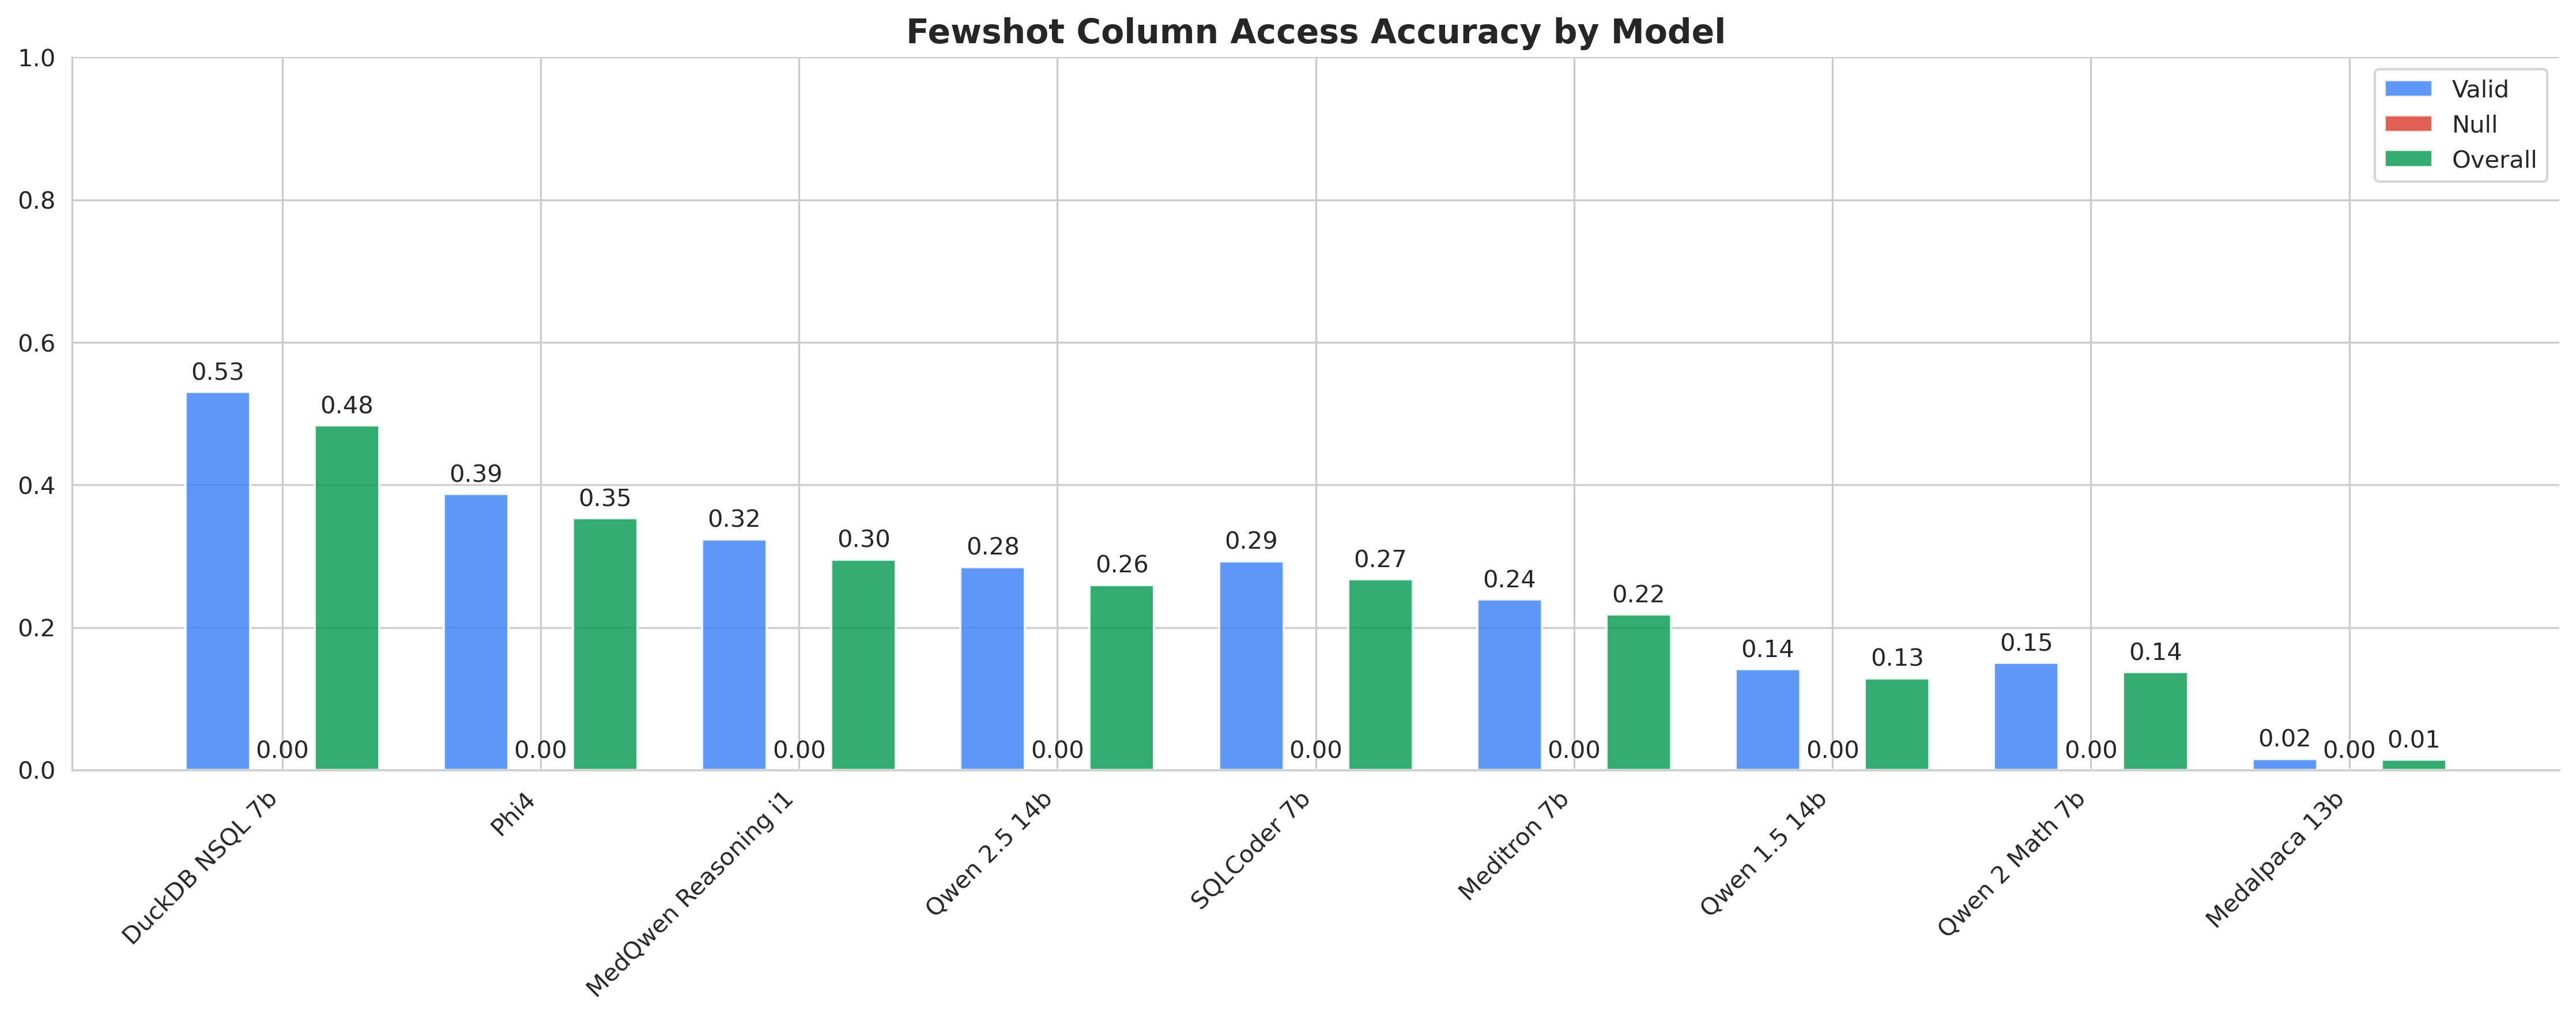 Fewshot Column Access Accuracy by Model
1.0
0.8
0.6
0.4
0.2
0.0
Valid
Null
Overall
0.53
0.00
0.48
0.39
0.00
0.35
0.32
0.00
0.30
0.28
0.00
0.26
0.29
0.00
0.27
0.24
0.00
0.22
0.14
0.00
0.13
0.15
0.00
0.14
0.02
0.00
0.01
DuckDB NSQL 7b
Phi4
MedQwen Reasoning i1
Qwen 2.5 14b
SQLCoder 7b
Meditron 7b
Qwen 1.5 14b
Qwen 2 Math 7b
Medalpaca 13b